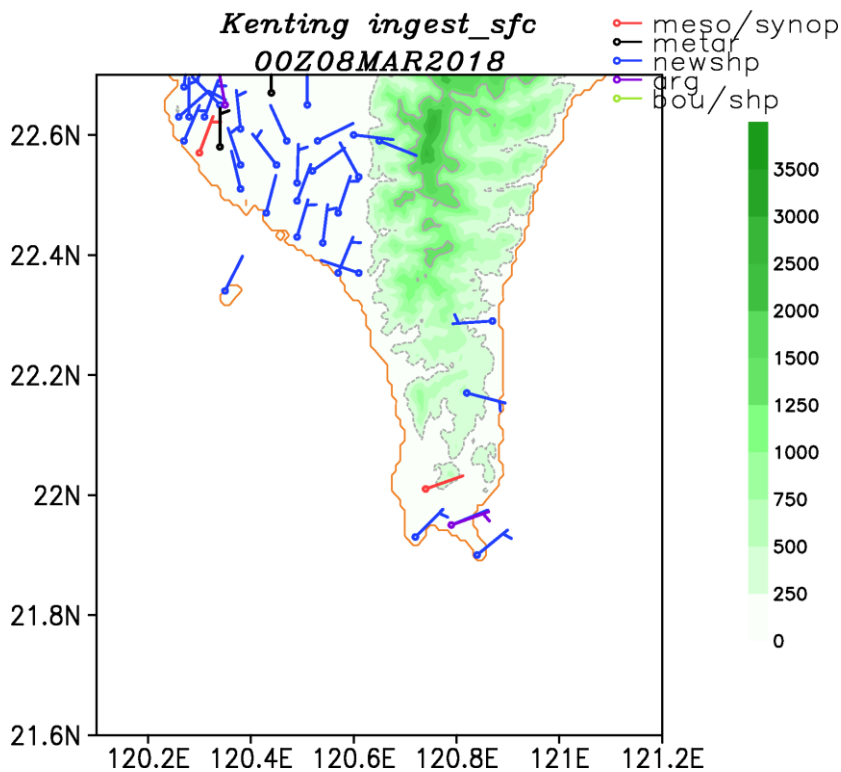 Kenting ingest_sfc
00Z08MAR2018
meso/synop
metar
newshp
arg
bou/shp
22.6N
22.4N
22.2N
22N
21.8N
21.6N
120.2E 120.4E 120.6E 120.8E 121E 121.2E
3500
3000
2500
2000
1500
1250
1000
750
500
250
0